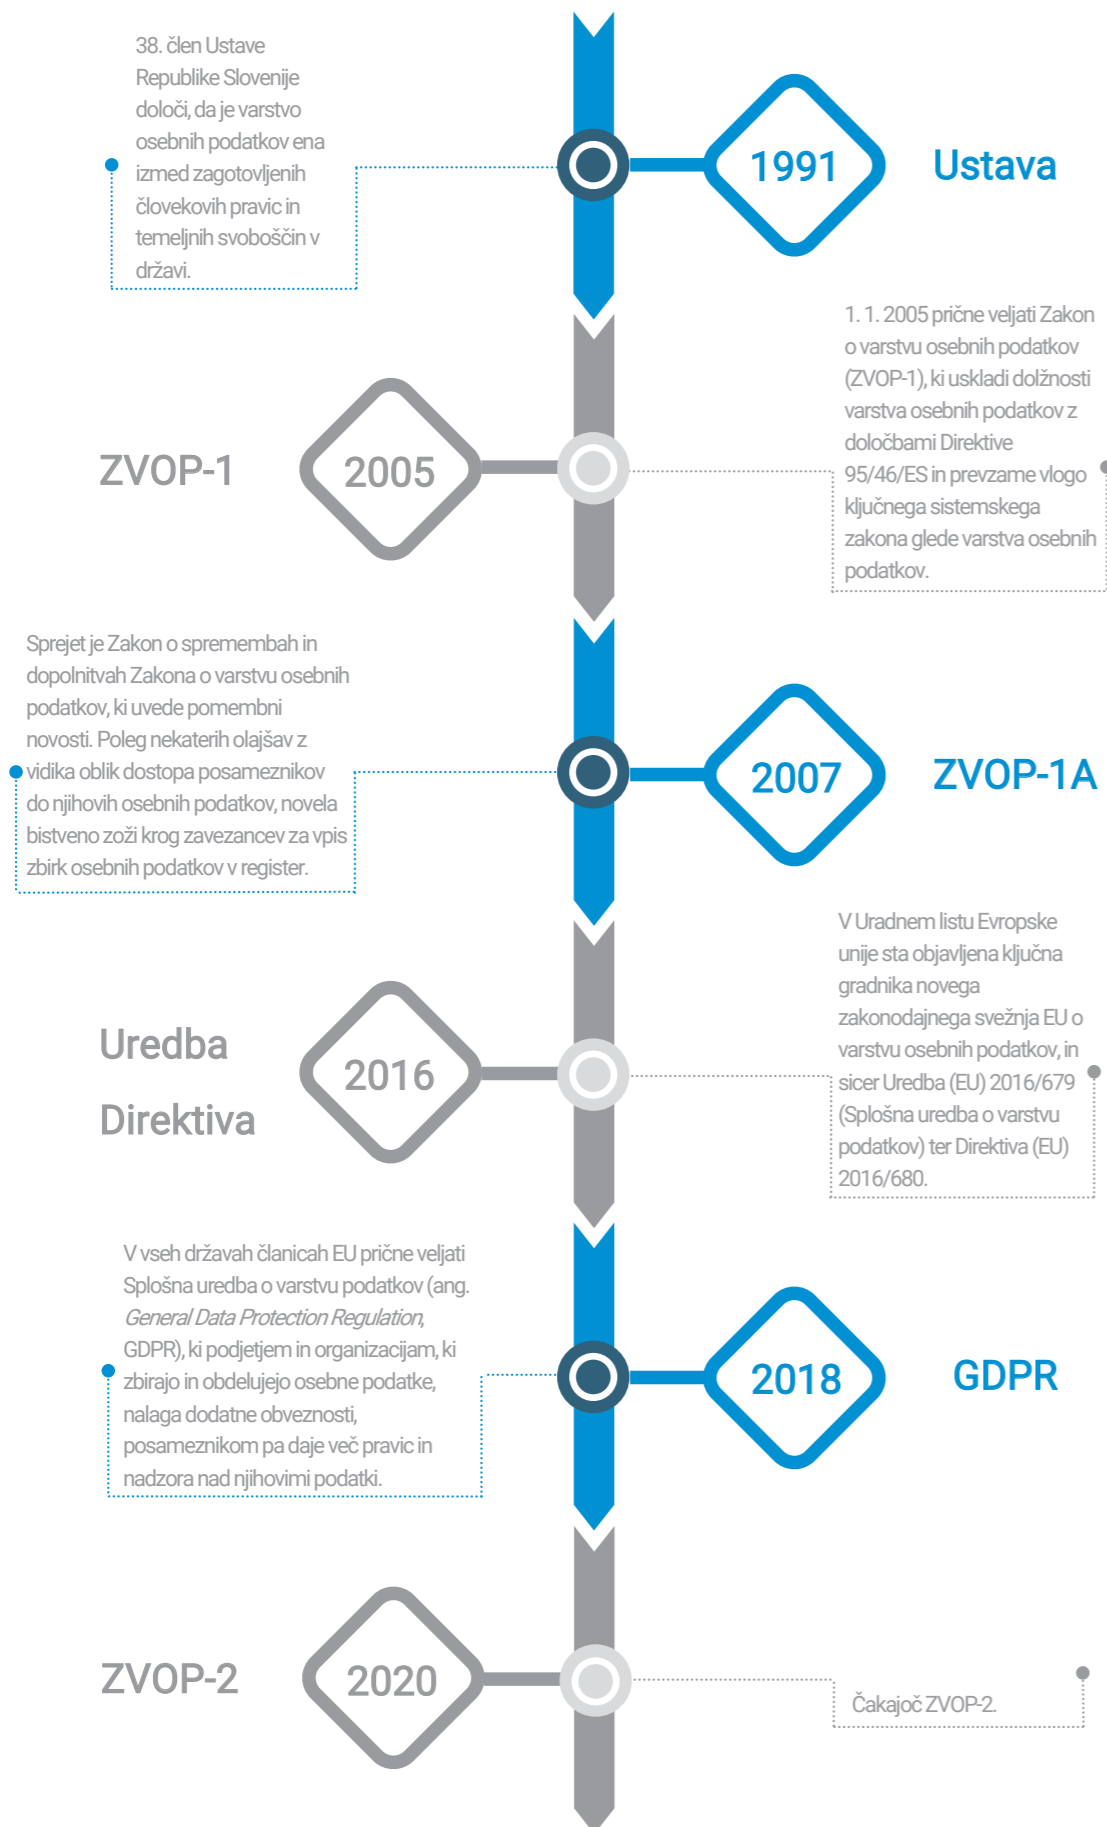 38. člen Ustave
Republike Slovenije
določi, da je varstvo
osebnih podatkov ena
izmed zagotovljenih
človekovih pravic in
temeljnih svoboščin v
državi.
1991
Ustava
ZVOP-1
2005
1. 1. 2005 prične veljati Zakon
o varstvu osebnih podatkov
(ZVOP-1), ki uskladi dolžnosti
varstva osebnih podatkov z
določbami Direktive
95/46/ES in prevzame vlogo
ključnega sistemskega
zakona glede varstva osebnih
podatkov.
Sprejet je Zakon o spremembah in
dopolnitvah Zakona o varstvu osebnih
podatkov, ki uvede pomembni
novosti. Poleg nekaterih olajšav z
vidika oblik dostopa posameznikov
do njihovih osebnih podatkov, novela
bistveno zoži krog zavezancev za vpis
zbirk osebnih podatkov v register.
2007
ZVOP-1A
Uredba
Direktiva
2016
V Uradnem listu Evropske
unije sta objavljena ključna
gradnika novega
zakonodajnega svežnja EU o
varstvu osebnih podatkov, in
sicer Uredba (EU) 2016/679
(Splošna uredba o varstvu
podatkov) ter Direktiva (EU)
2016/680.
V vseh državah članicah EU prične veljati
Splošna uredba o varstvu podatkov (ang.
General Data Protection Regulation,
GDPR), ki podjetjem in organizacijam, ki
zbirajo in obdelujejo osebne podatke,
nalaga dodatne obveznosti,
posameznikom pa daje več pravic in
nadzora nad njihovimi podatki.
2018
GDPR
ZVOP-2
2020
Čakajoč ZVOP-2.